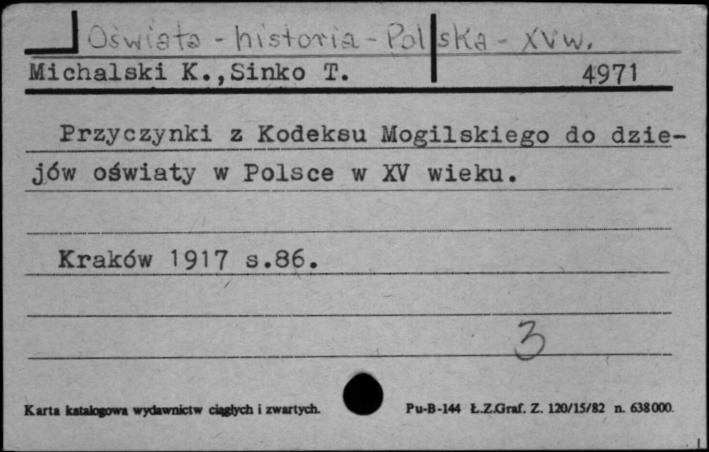 Oświata - historia - Polska - XV w.
Michalski K.,Sinko T. 4971
Przyczynki z Kodeksu Mogilskiego do dzie-
jów oświaty w Polsce w XV wieku.
Kraków 1917 s.86.
3
Karta katalogowa wydawnictw ciągłych i zwartych. Pu-B-144 Ł.Z.Graf. Z. 120/15/82 n. 638000.